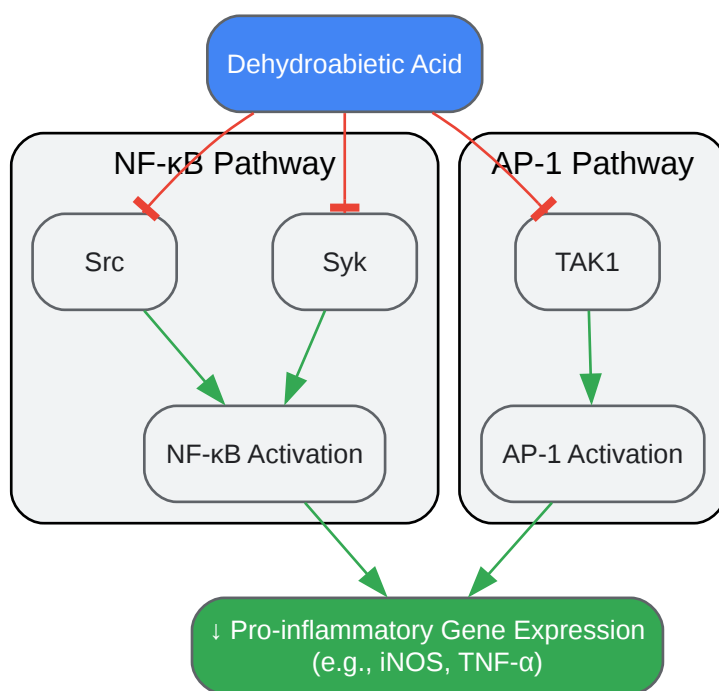 Dehydroabietic Acid
NF-κB Pathway
AP-1 Pathway
Src
Syk
TAK1
NF-κB Activation
AP-1 Activation
↓ Pro-inflammatory Gene Expression
(e.g., iNOS, TNF-α)